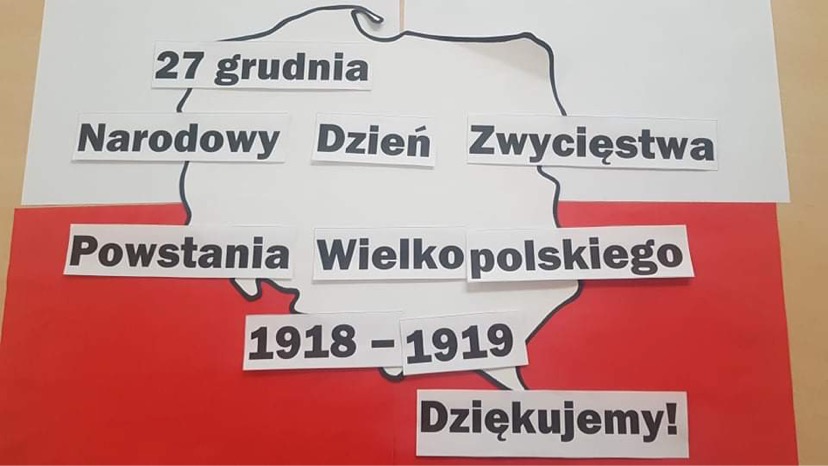 27 grudnia
Narodowy Dzień Zwycięstwa
Powstania Wielkopolskiego
1918 – 1919
Dziękujemy!